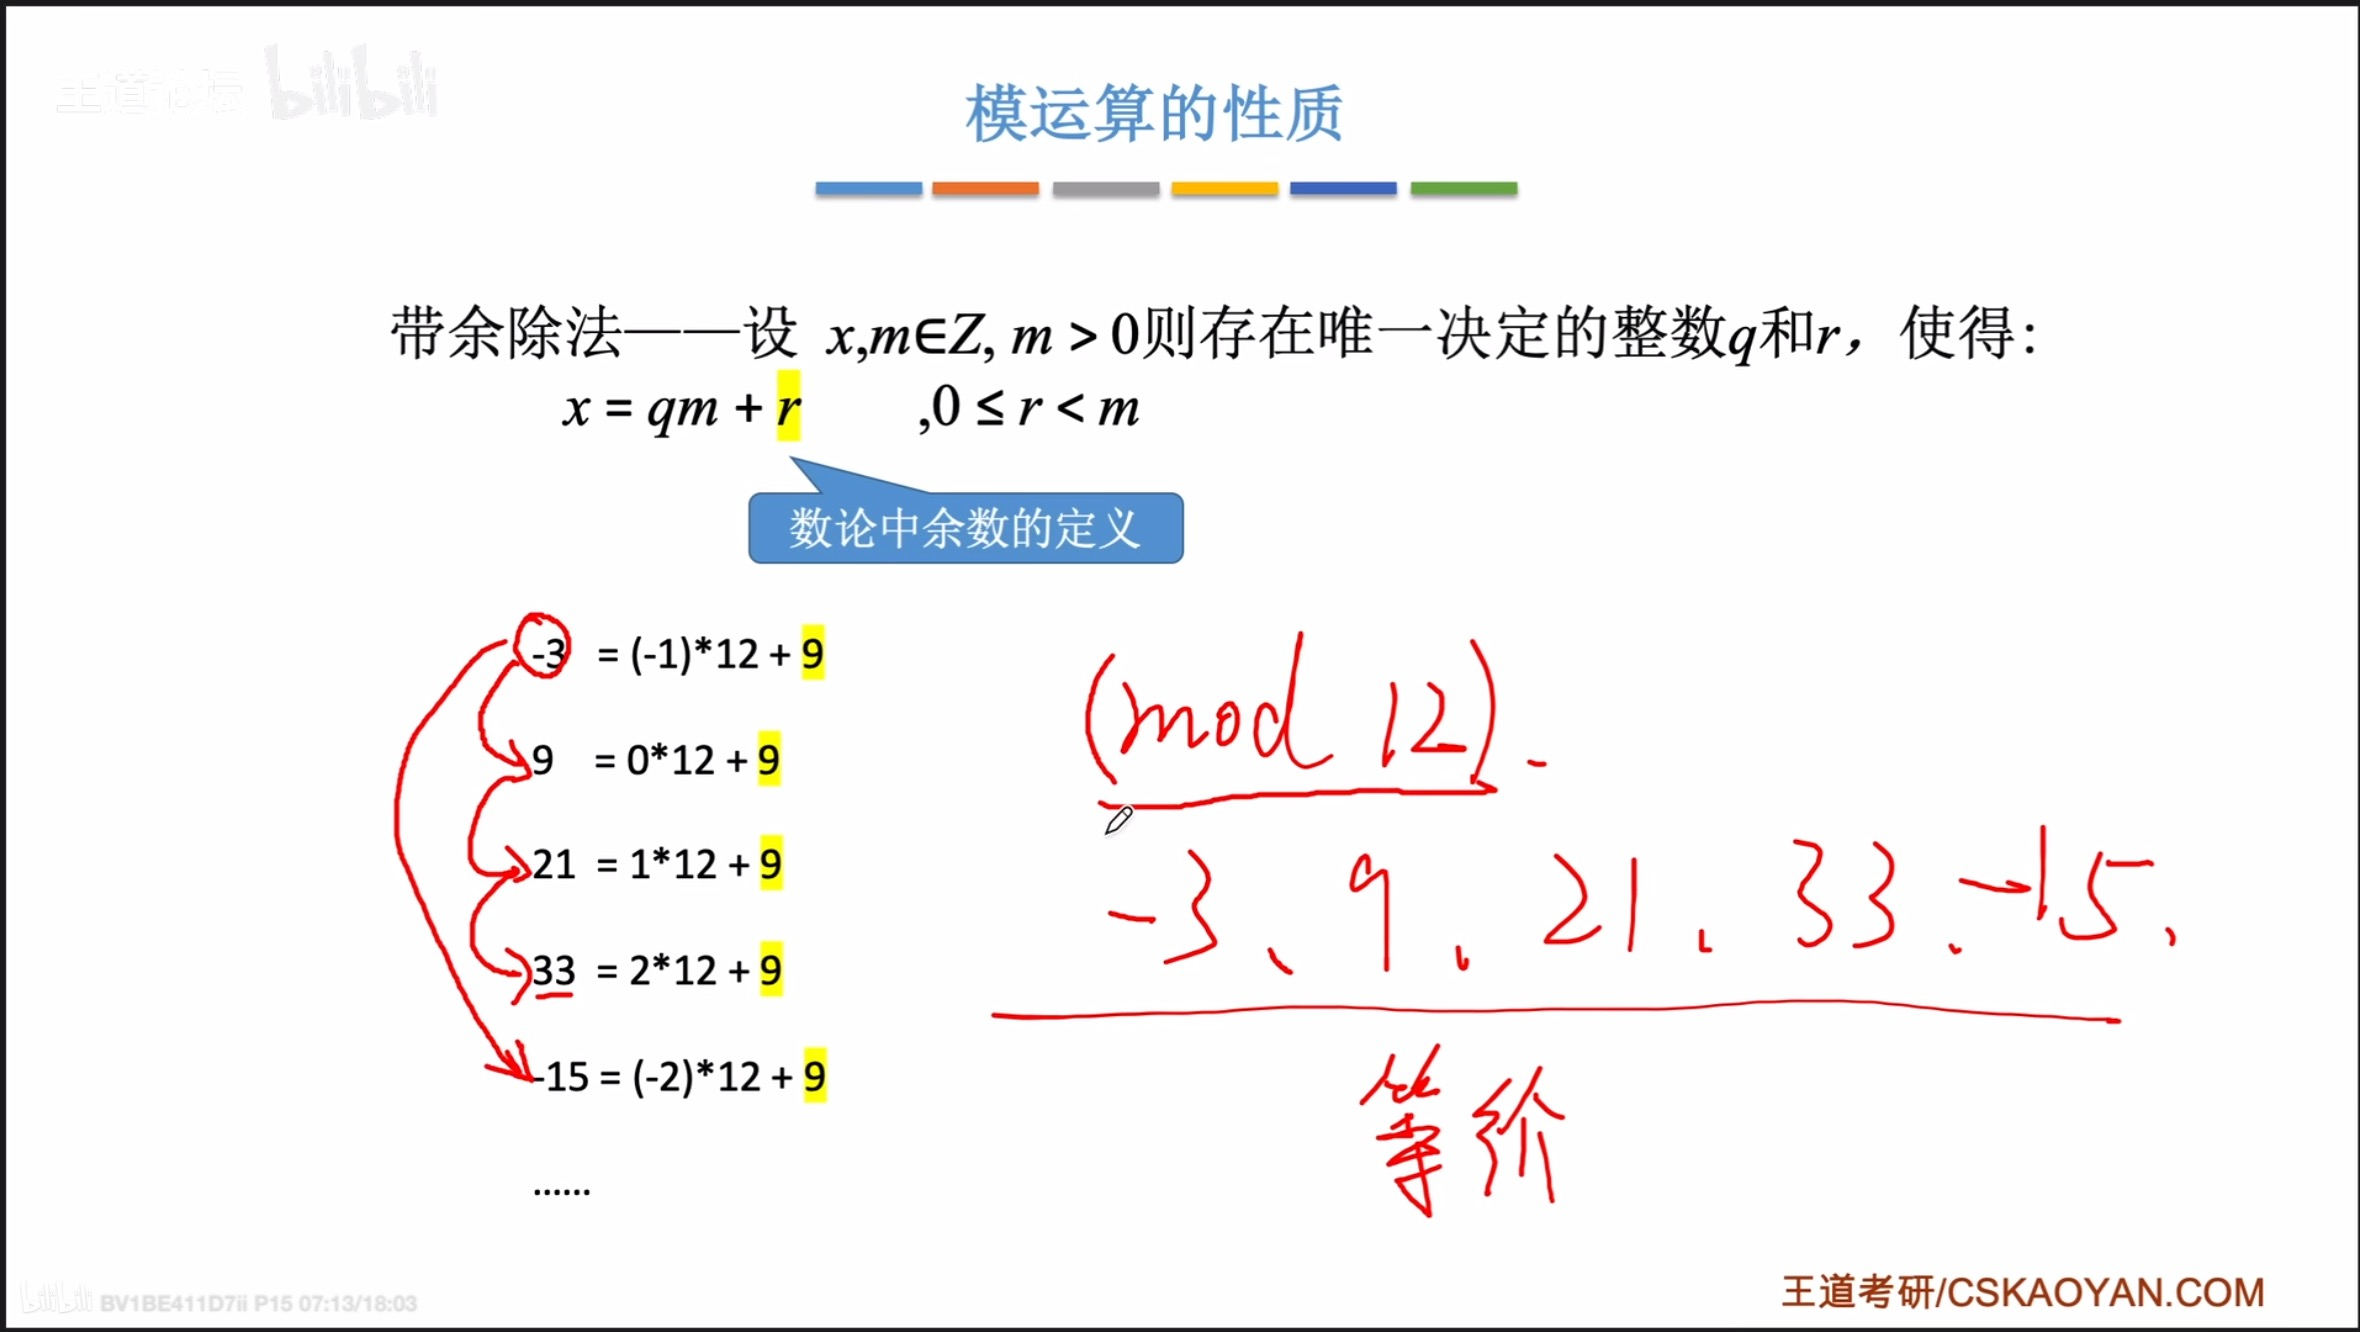 王道论坛 bilibili
模运算的性质
带余除法——设 x,m∈Z, m > 0则存在唯一决定的整数q和r，使得：
x = qm + r ,0 ≤ r < m
数论中余数的定义
-3 = (-1)*12 + 9
9 = 0*12 + 9
21 = 1*12 + 9
33 = 2*12 + 9
-15 = (-2)*12 + 9
......
(mod 12).
-3、9、21、33、-15、
等价
bilibili BV1BE411D7ii P15 07:13/18:03
王道考研/CSKAOYAN.COM